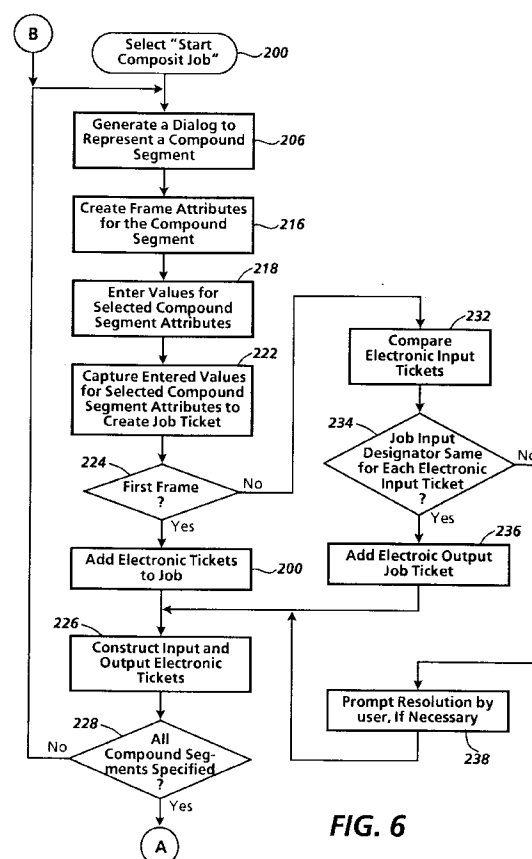 B
Select "Start
Composit Job"
200
Generate a Dialog to
Represent a Compound
Segment
206
Create Frame Attributes
for the Compound
Segment
216
218
Enter Values for
Selected Compound
Segment Attributes
222
Capture Entered Values
for Selected Compound
Segment Attributes to
Create Job Ticket
224
First Frame
?
No
Yes
Add Electronic Tickets
to Job
200
226
Construct Input and
Output Electronic
Tickets
228
No
All
Compound Seg-
ments Specified
?
Yes
A
232
Compare
Electronic Input
Tickets
234
Job Input
Designator Same
for Each Electronic
Input Ticket
?
No
Yes
236
Add Electroic Output
Job Ticket
Prompt Resolution by
user, If Necessary
238
FIG. 6